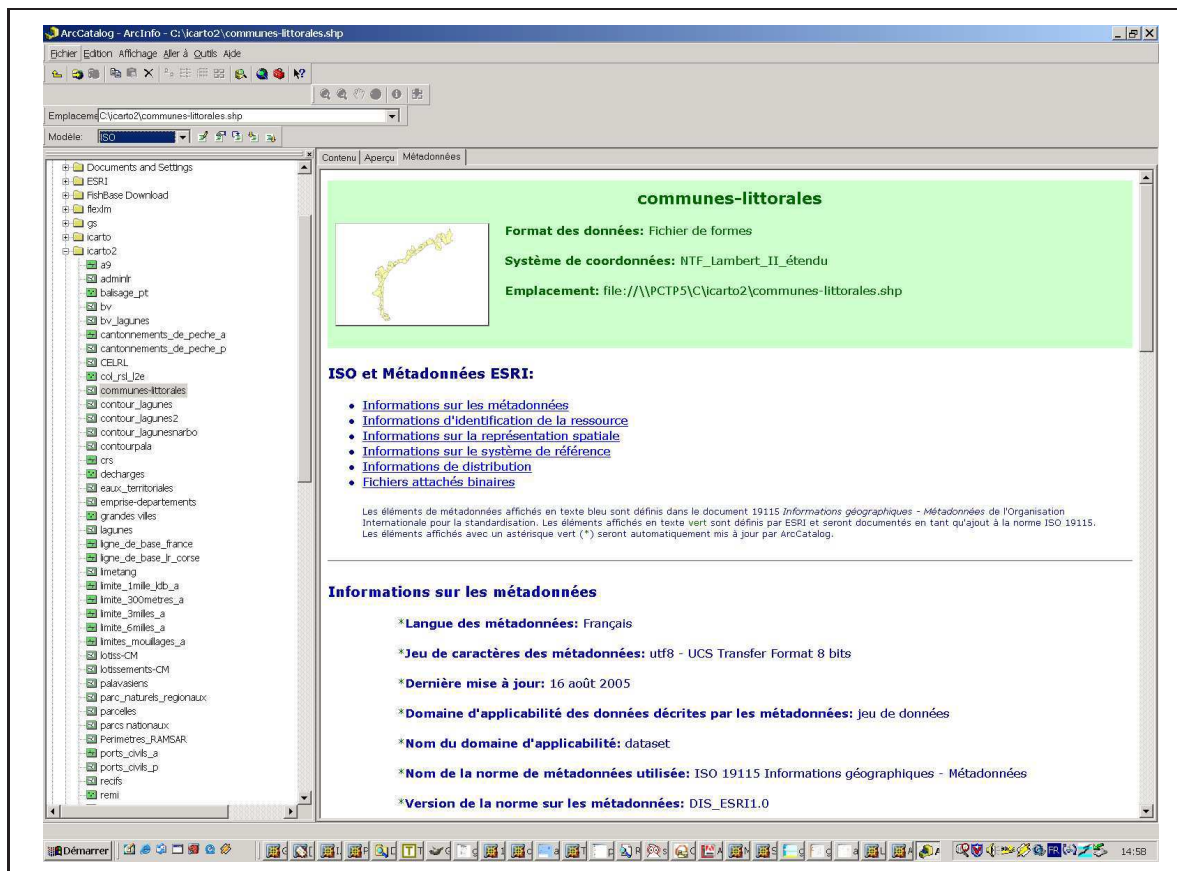 ArcCatalog - ArcInfo - C:\icarto2\communes-littorales.shp
Fichier Edition Affichage Aller à Outils Aide
Emplaceme C:\icarto2\communes-littorales.shp
Modèle: ISO
Documents and Settings
ESRI
FishBase Download
flexlm
gs
icarto
icarto2
a9
adminlr
balisage_pt
bv
bv_lagunes
cantonnements_de_peche_a
cantonnements_de_peche_p
CELRL
col_rsl_l2e
communes-littorales
contour_lagunes
contour_lagunes2
contour_lagunesnarbo
contourpala
crs
decharges
eaux_territoriales
emprise-departements
grandes villes
lagunes
ligne_de_base_france
ligne_de_base_lr_corse
limetang
limite_1mille_ldb_a
limite_300metres_a
limite_3milles_a
limite_6milles_a
limites_mouillages_a
lotiss-CM
lotissements-CM
palavasiens
parc_naturels_regionaux
parcelles
parcs nationaux
Perimetres_RAMSAR
ports_civils_a
ports_civils_p
recifs
remi
Contenu Aperçu Métadonnées
communes-littorales
Format des données: Fichier de formes
Système de coordonnées: NTF_Lambert_II_étendu
Emplacement: file://\\PCTP5\C\icarto2\communes-littorales.shp
ISO et Métadonnées ESRI:
Informations sur les métadonnées
Informations d'identification de la ressource
Informations sur la représentation spatiale
Informations sur le système de référence
Informations de distribution
Fichiers attachés binaires
Les éléments de métadonnées affichés en texte bleu sont définis dans le document 19115 Informations géographiques - Métadonnées de l'Organisation
Internationale pour la standardisation. Les éléments affichés en texte vert sont définis par ESRI et seront documentés en tant qu'ajout à la norme ISO 19115.
Les éléments affichés avec un astérisque vert (*) seront automatiquement mis à jour par ArcCatalog.
Informations sur les métadonnées
*Langue des métadonnées: Français
*Jeu de caractères des métadonnées: utf8 - UCS Transfer Format 8 bits
*Dernière mise à jour: 16 août 2005
*Domaine d'applicabilité des données décrites par les métadonnées: jeu de données
*Nom du domaine d'applicabilité: dataset
*Nom de la norme de métadonnées utilisée: ISO 19115 Informations géographiques - Métadonnées
*Version de la norme sur les métadonnées: DIS_ESRI1.0
Démarrer
FR
14:58